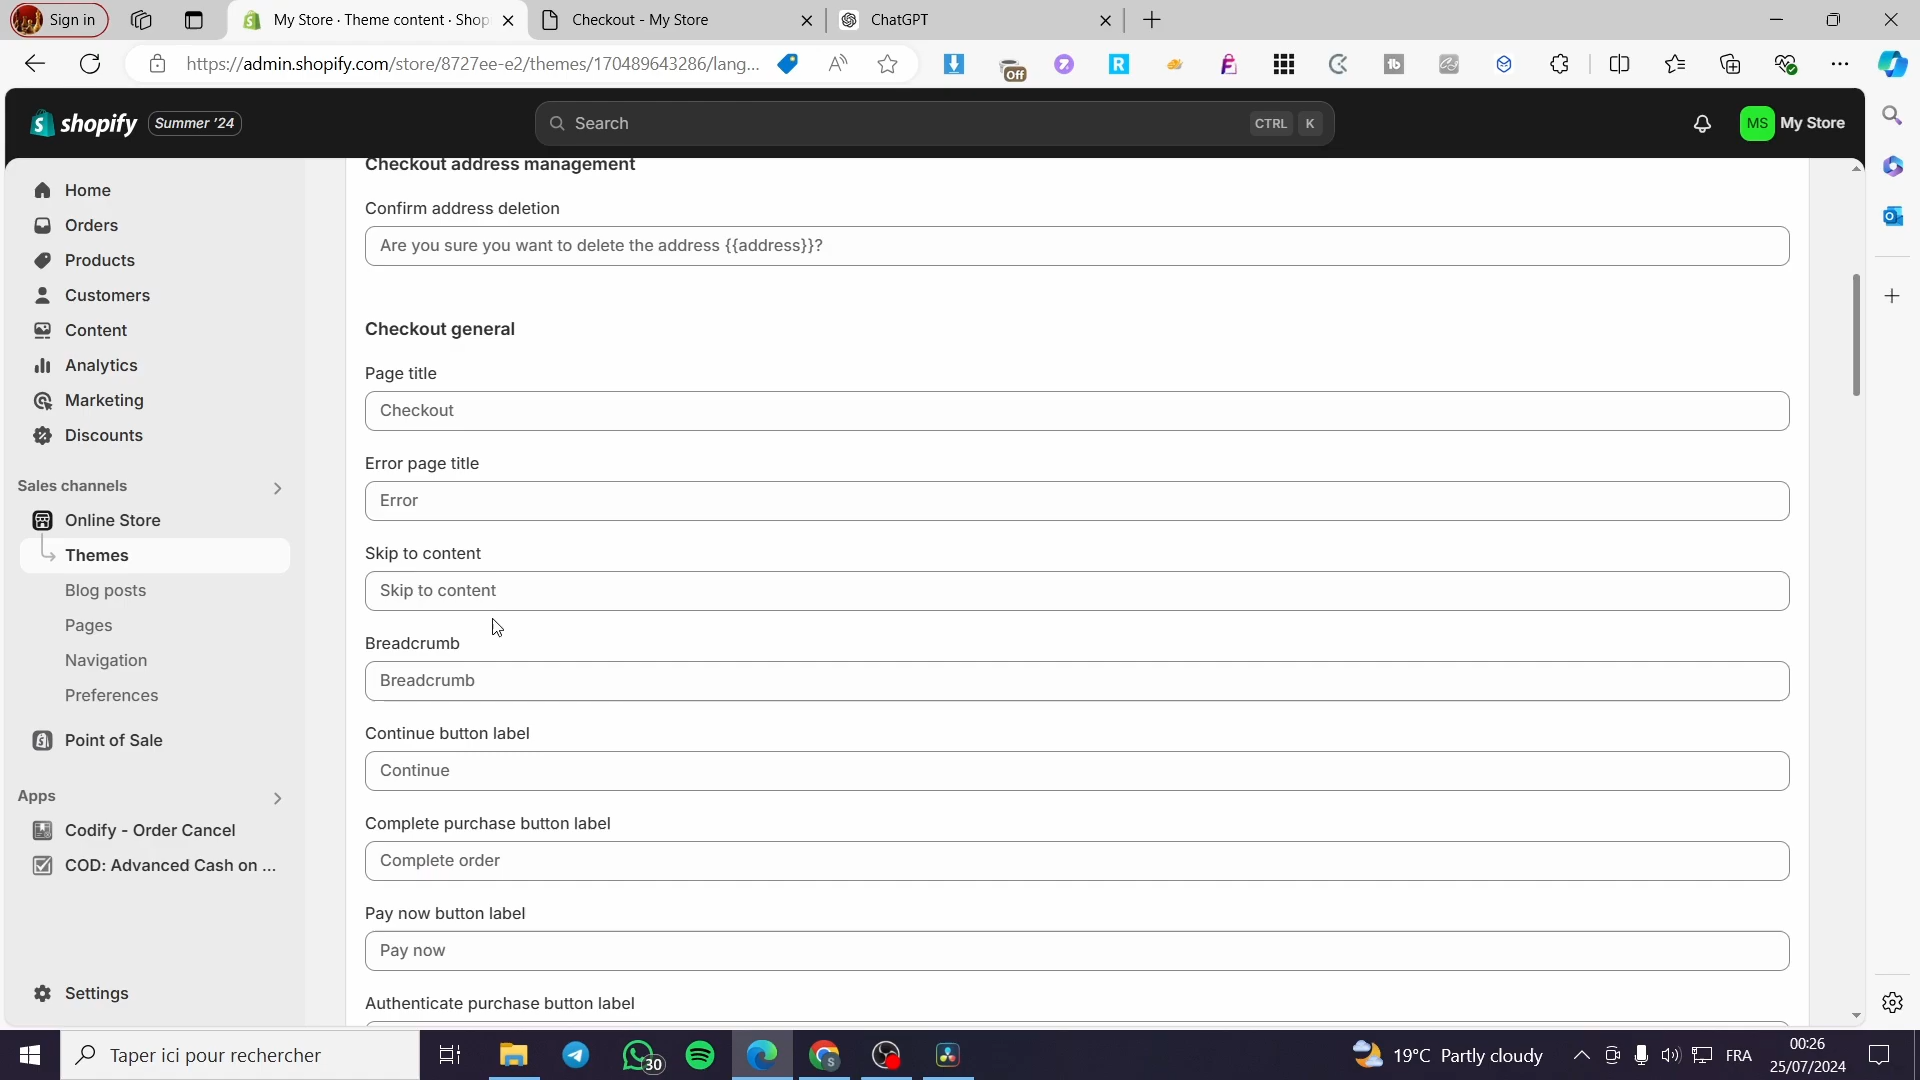 Sign in
My Store · Theme content · Shop
Checkout - My Store
ChatGPT
https://admin.shopify.com/store/8727ee-e2/themes/170489643286/lang...
Off
shopify
Summer '24
Search
CTRL K
MS My Store
Home
Orders
Products
Customers
Content
Analytics
Marketing
Discounts
Sales channels
Online Store
Themes
Blog posts
Pages
Navigation
Preferences
Point of Sale
Apps
Codify - Order Cancel
COD: Advanced Cash on ...
Settings
Checkout address management
Confirm address deletion
Are you sure you want to delete the address {{address}}?
Checkout general
Page title
Checkout
Error page title
Error
Skip to content
Skip to content
Breadcrumb
Breadcrumb
Continue button label
Continue
Complete purchase button label
Complete order
Pay now button label
Pay now
Authenticate purchase button label
Taper ici pour rechercher
30
19°C Partly cloudy
FRA
00:26
25/07/2024